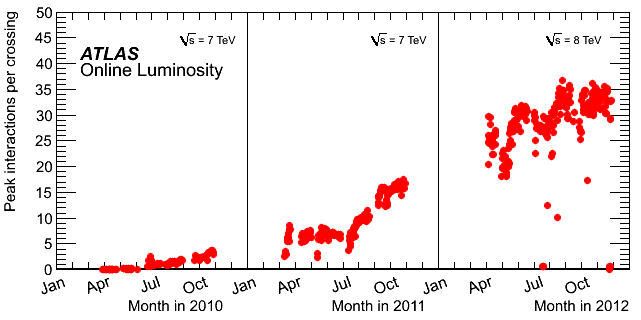 Peak interactions per crossing
50
45
40
35
30
25
20
15
10
5
0
ATLAS
Online Luminosity
√s = 7 TeV
√s = 7 TeV
√s = 8 TeV
Jan Apr Jul Oct Jan Apr Jul Oct Jan Apr Jul Oct
Month in 2010 Month in 2011 Month in 2012